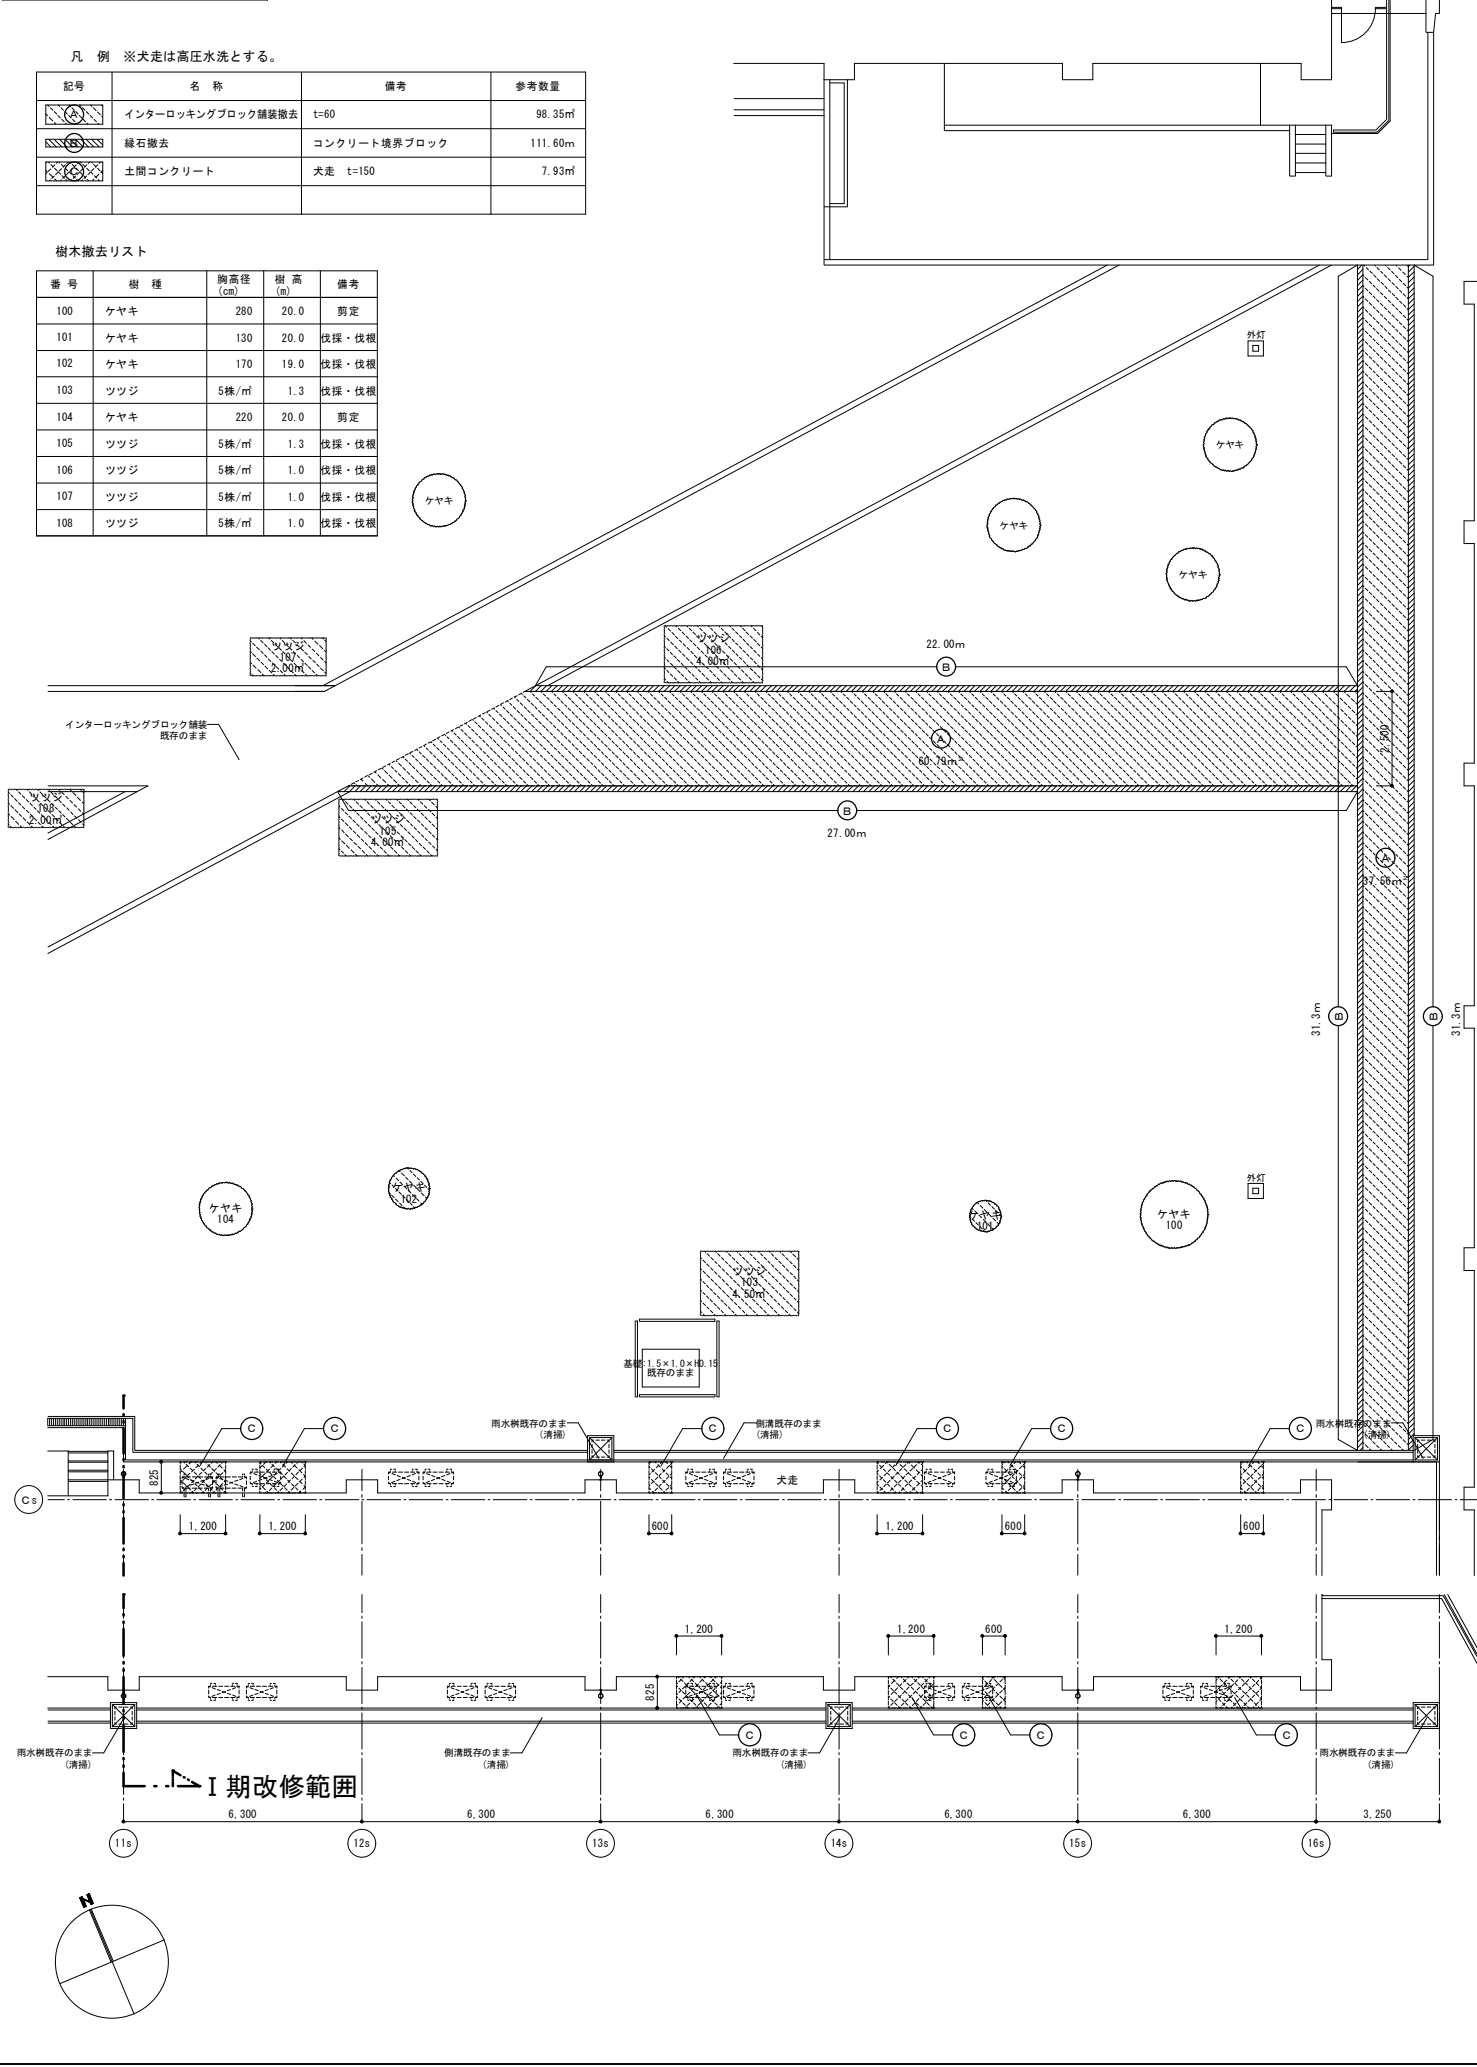 凡 例 ※犬走は高圧水洗とする。
記号 名 称 備考 参考数量
A インターロッキングブロック舗装撤去 t=60 98.35㎡
B 縁石撤去 コンクリート境界ブロック 111.60m
C 土間コンクリート 犬走 t=150 7.93㎡
樹木撤去リスト
番 号 樹 種 胸高径(cm) 樹 高(m) 備考
100 ケヤキ 280 20.0 剪定
101 ケヤキ 130 20.0 伐採・伐根
102 ケヤキ 170 19.0 伐採・伐根
103 ツツジ 5株/㎡ 1.3 伐採・伐根
104 ケヤキ 220 20.0 剪定
105 ツツジ 5株/㎡ 1.3 伐採・伐根
106 ツツジ 5株/㎡ 1.0 伐採・伐根
107 ツツジ 5株/㎡ 1.0 伐採・伐根
108 ツツジ 5株/㎡ 1.0 伐採・伐根
外灯
ケヤキ
ケヤキ
ケヤキ
ケヤキ
ツツジ
107
2.00㎡
ツツジ
106
4.00㎡
22.00m
B
インターロッキングブロック舗装
既存のまま
A
60.79m²
2,500
ツツジ
108
2.00㎡
ツツジ
105
4.00㎡
B
27.00m
A
37.56m²
31.3m
B
B
31.3m
ケヤキ
104
ケヤキ
102
ケヤキ
101
ケヤキ
100
外灯
ツツジ
103
4.50㎡
基礎:1.5×1.0×H0.15
既存のまま
C
C
雨水桝既存のまま
(清掃)
C
側溝既存のまま
(清掃)
C
C
C
雨水桝既存のまま
(清掃)
825
犬走
Cs
1,200
1,200
600
1,200
600
600
1,200
1,200
600
1,200
825
C
C
C
C
雨水桝既存のまま
(清掃)
側溝既存のまま
(清掃)
雨水桝既存のまま
(清掃)
雨水桝既存のまま
(清掃)
Ⅰ期改修範囲
6,300 6,300 6,300 6,300 6,300 3,250
11s 12s 13s 14s 15s 16s
N